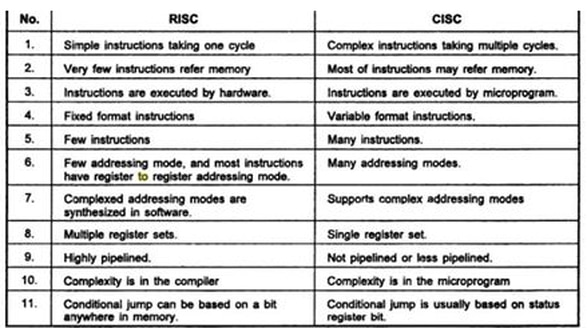 No. RISC CISC
1. Simple instructions taking one cycle Complex instructions taking multiple cycles.
2. Very few instructions refer memory Most of instructions may refer memory.
3. Instructions are executed by hardware. Instructions are executed by microprogram.
4. Fixed format instructions Variable format instructions.
5. Few instructions Many instructions.
6. Few addressing mode, and most instructions Many addressing modes.
have register to register addressing mode.
7. Complexed addressing modes are Supports complex addressing modes
synthesized in software.
8. Multiple register sets. Single register set.
9. Highly pipelined. Not pipelined or less pipelined.
10. Complexity is in the compiler Complexity is in the microprogram
11. Conditional jump can be based on a bit Conditional jump is usually based on status
anywhere in memory. register bit.